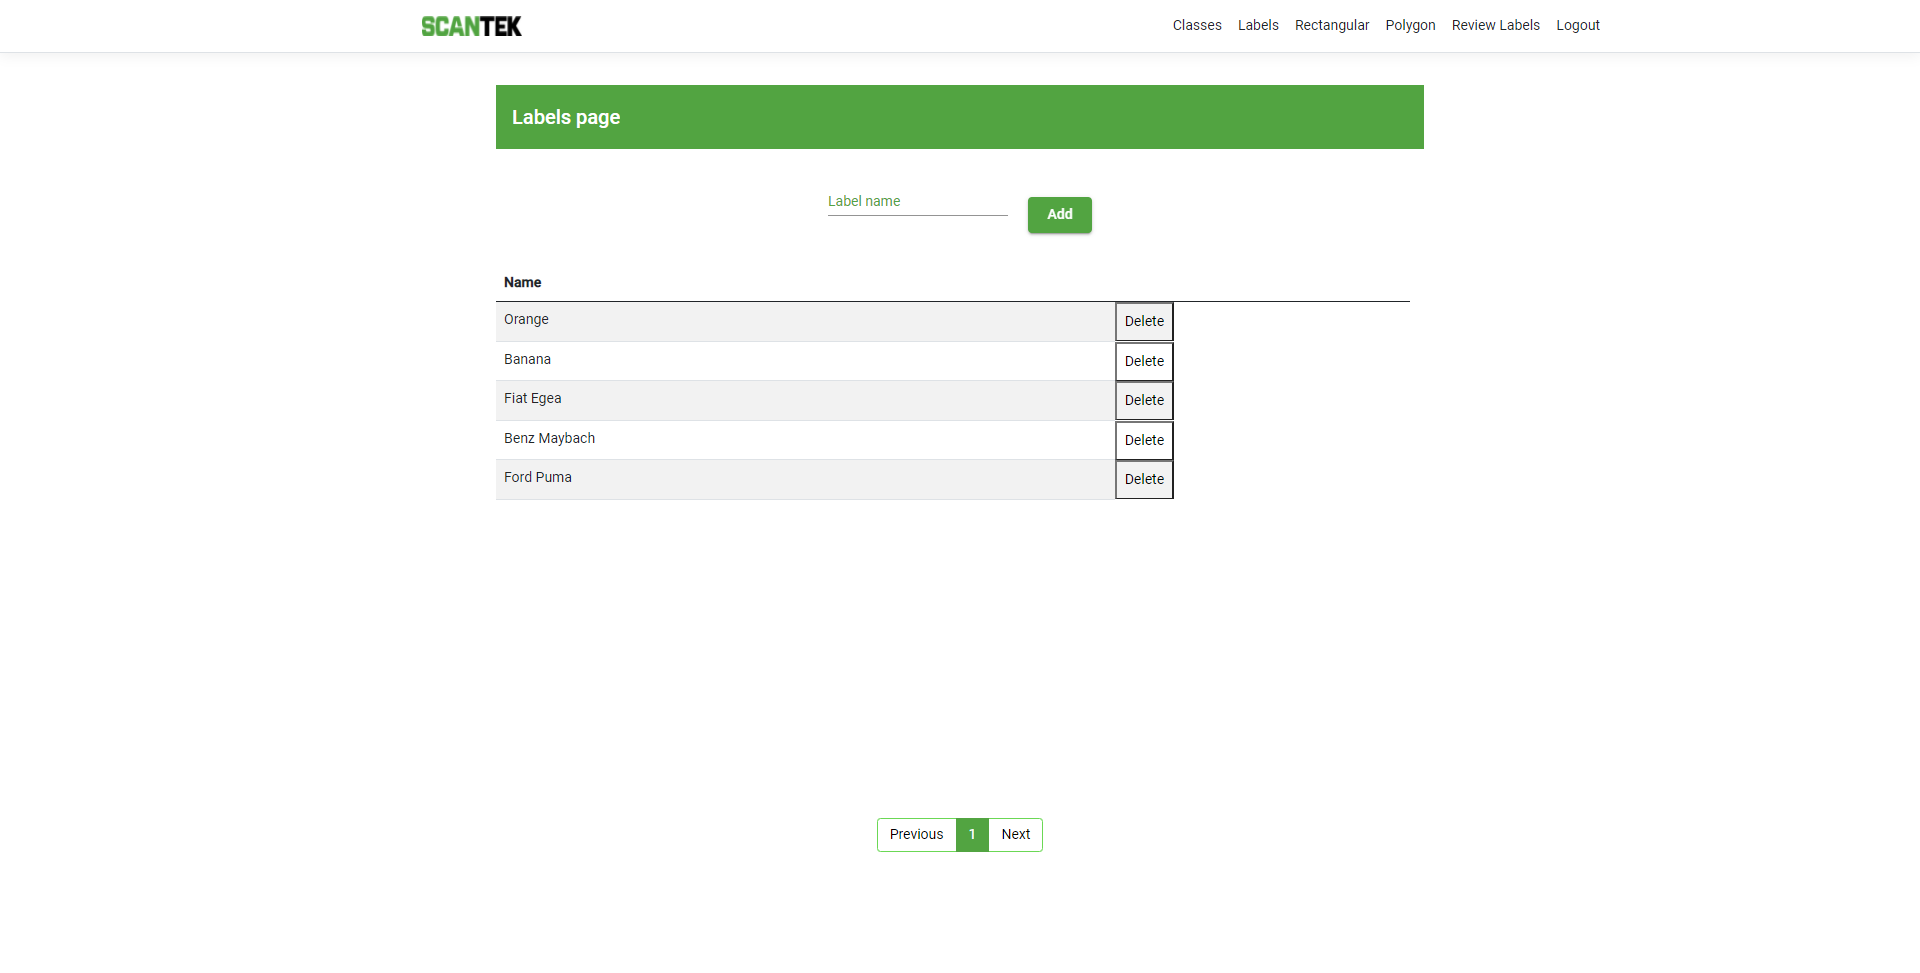 SCANTEK Classes Labels Rectangular Polygon Review Labels Logout
Labels page
Label name Add
Name
Orange Delete
Banana Delete
Fiat Egea Delete
Benz Maybach Delete
Ford Puma Delete
Previous 1 Next